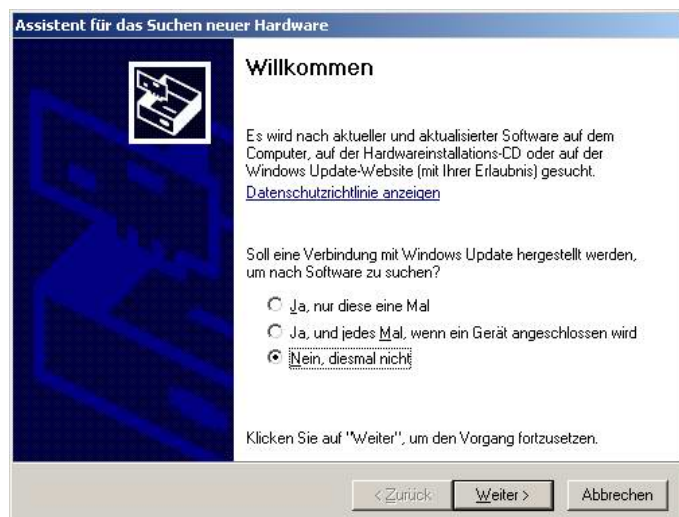 Assistent für das Suchen neuer Hardware
Willkommen
Es wird nach aktueller und aktualisierter Software auf dem
Computer, auf der Hardwareinstallations-CD oder auf der
Windows Update-Website (mit Ihrer Erlaubnis) gesucht.
Datenschutzrichtlinie anzeigen
Soll eine Verbindung mit Windows Update hergestellt werden,
um nach Software zu suchen?
Ja, nur diese eine Mal
Ja, und jedes Mal, wenn ein Gerät angeschlossen wird
Nein, diesmal nicht
Klicken Sie auf "Weiter", um den Vorgang fortzusetzen.
< Zurück Weiter > Abbrechen